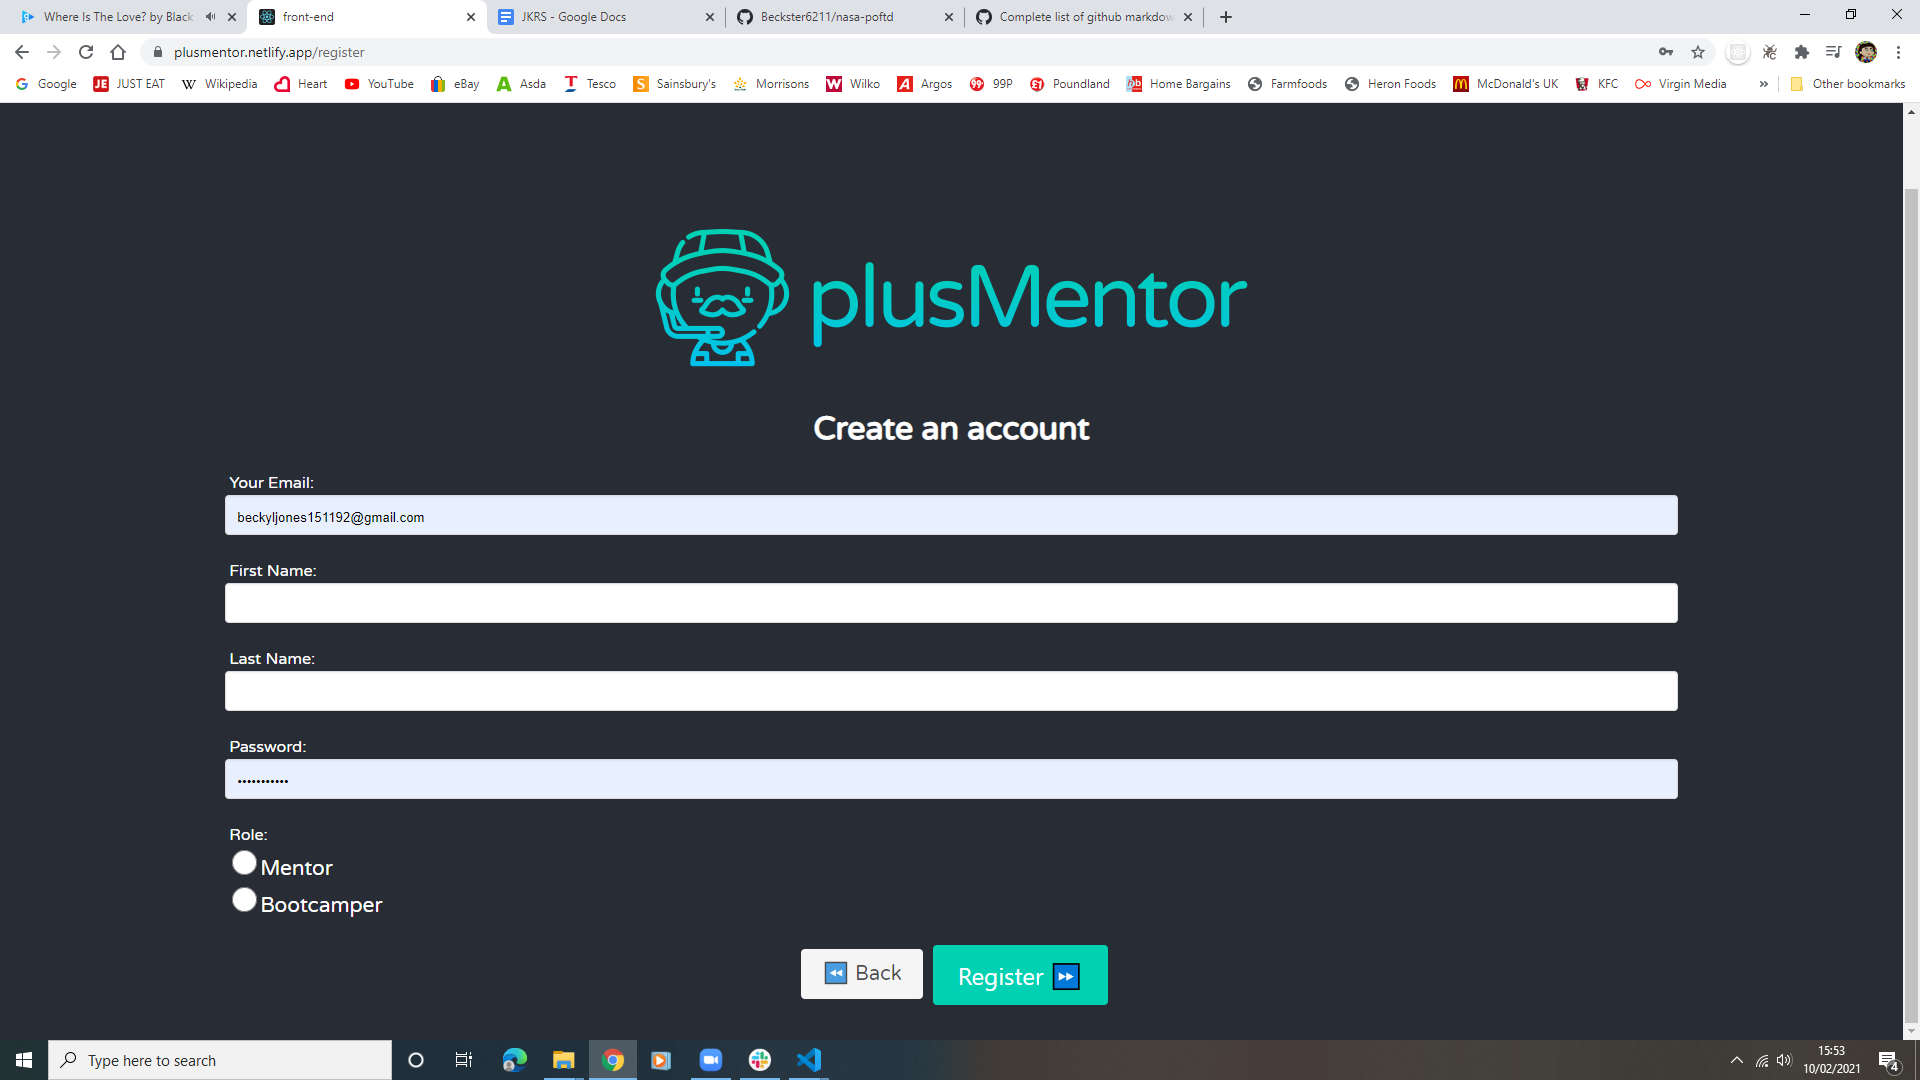 Where Is The Love? by Black
front-end
JKRS - Google Docs
Beckster6211/nasa-poftd
Complete list of github markdow
plusmentor.netlify.app/register
Google
JUST EAT
Wikipedia
Heart
YouTube
eBay
Asda
Tesco
Sainsbury's
Morrisons
Wilko
Argos
99P
Poundland
Home Bargains
Farmfoods
Heron Foods
McDonald's UK
KFC
Virgin Media
»
Other bookmarks
plusMentor
Create an account
Your Email:
beckyljones151192@gmail.com
First Name:
Last Name:
Password:
•••••••••••
Role:
Mentor
Bootcamper
Back
Register
Type here to search
15:53
10/02/2021
4